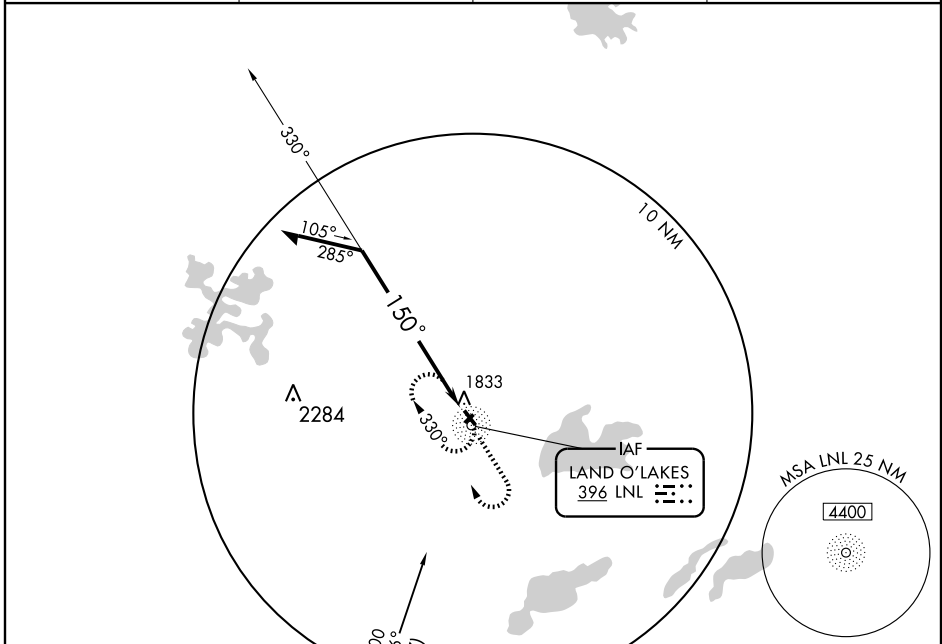 330°
10 NM
105°
285°
150°
1833
2284
330°
IAF
LAND O'LAKES
396 LNL
MSA LNL 25 NM
4400